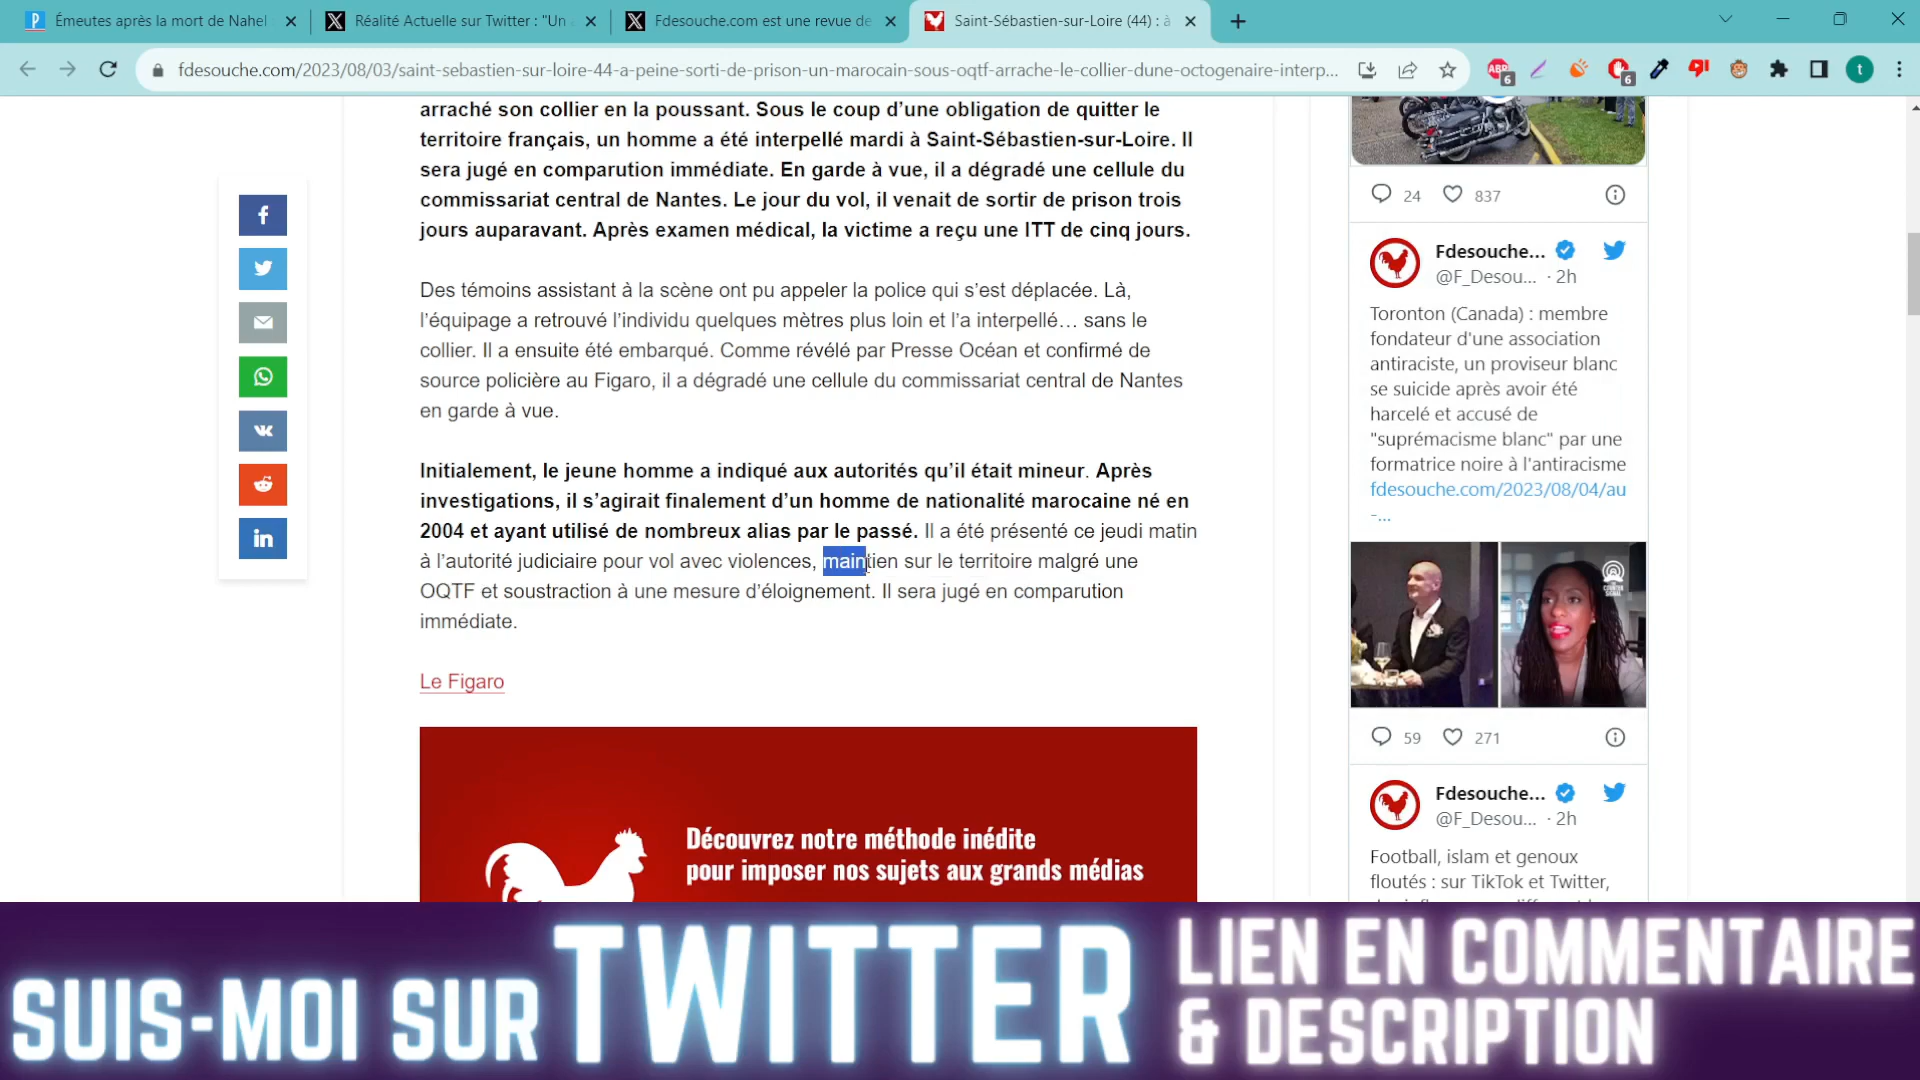 Émeutes après la mort de Nahel
Réalité Actuelle sur Twitter : "Un
Fdesouche.com est une revue de
Saint-Sébastien-sur-Loire (44) : à
fdesouche.com/2023/08/03/saint-sebastien-sur-loire-44-a-peine-sorti-de-prison-un-marocain-sous-oqtf-arrache-le-collier-dune-octogenaire-interp...
ABP
6
6
t
arraché son collier en la poussant. Sous le coup d’une obligation de quitter le
territoire français, un homme a été interpellé mardi à Saint-Sébastien-sur-Loire. Il
sera jugé en comparution immédiate. En garde à vue, il a dégradé une cellule du
commissariat central de Nantes. Le jour du vol, il venait de sortir de prison trois
jours auparavant. Après examen médical, la victime a reçu une ITT de cinq jours.
Des témoins assistant à la scène ont pu appeler la police qui s’est déplacée. Là,
l’équipage a retrouvé l’individu quelques mètres plus loin et l’a interpellé… sans le
collier. Il a ensuite été embarqué. Comme révélé par Presse Océan et confirmé de
source policière au Figaro, il a dégradé une cellule du commissariat central de Nantes
en garde à vue.
Initialement, le jeune homme a indiqué aux autorités qu’il était mineur. Après
investigations, il s’agirait finalement d’un homme de nationalité marocaine né en
2004 et ayant utilisé de nombreux alias par le passé. Il a été présenté ce jeudi matin
à l’autorité judiciaire pour vol avec violences, maintien sur le territoire malgré une
OQTF et soustraction à une mesure d’éloignement. Il sera jugé en comparution
immédiate.
Le Figaro
Découvrez notre méthode inédite
pour imposer nos sujets aux grands médias
24 837
Fdesouche...
@F_Desou... · 2h
Toronton (Canada) : membre
fondateur d'une association
antiraciste, un proviseur blanc
se suicide après avoir été
harcelé et accusé de
"suprémacisme blanc" par une
formatrice noire à l'antiracisme
fdesouche.com/2023/08/04/au
-…
59 271
Fdesouche...
@F_Desou... · 2h
Football, islam et genoux
floutés : sur TikTok et Twitter,
SUIS-MOI SUR TWITTER LIEN EN COMMENTAIRE
& DESCRIPTION